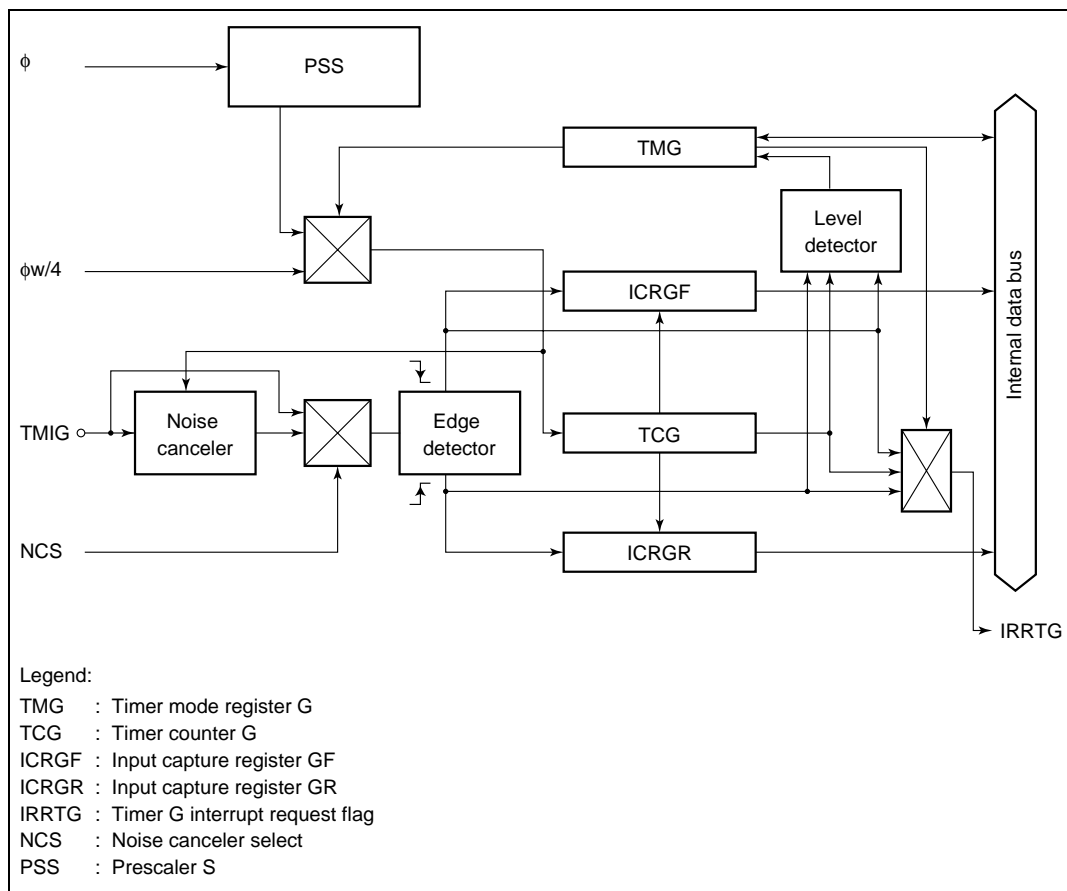 ϕ
PSS
TMG
Level
detector
ϕw/4
ICRGF
Internal data bus
TMIG
Noise
canceler
Edge
detector
TCG
NCS
ICRGR
IRRTG
Legend:
TMG : Timer mode register G
TCG : Timer counter G
ICRGF : Input capture register GF
ICRGR : Input capture register GR
IRRTG : Timer G interrupt request flag
NCS : Noise canceler select
PSS : Prescaler S